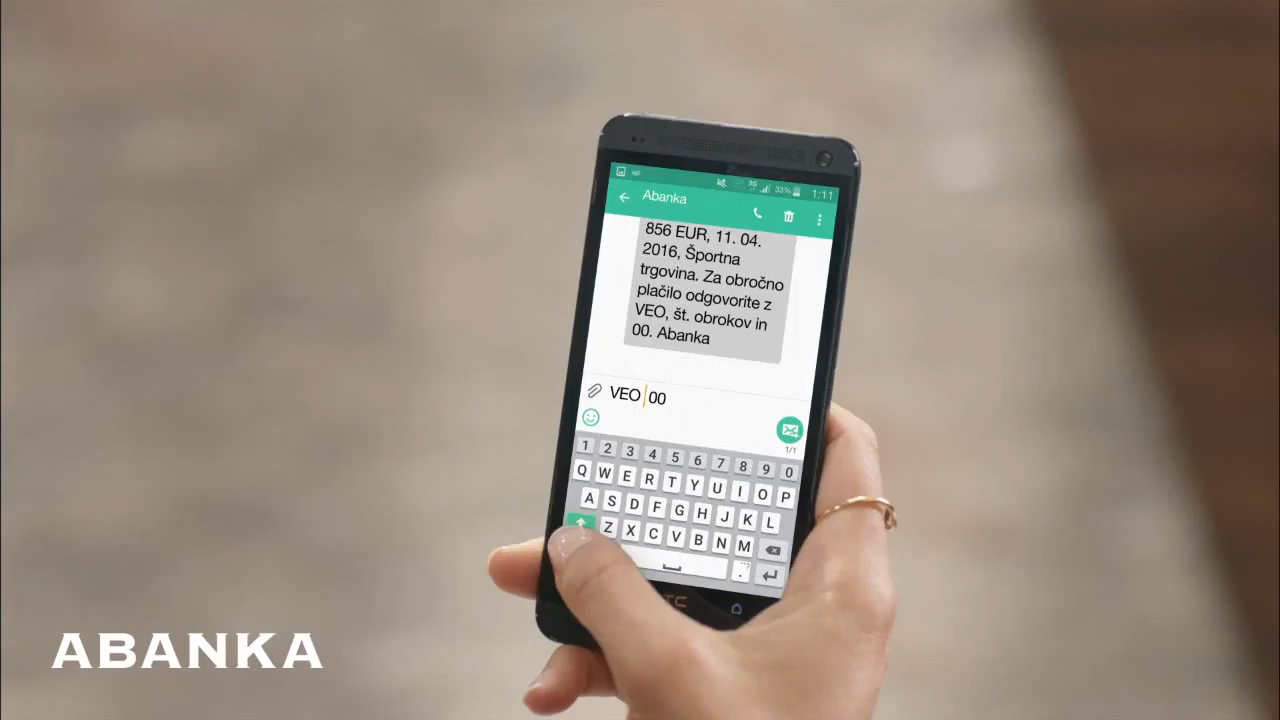 33% 1:11
Abanka
856 EUR, 11. 04.
2016, Športna
trgovina. Za obročno
plačilo odgovorite z
VEO, št. obrokov in
00. Abanka
VEO 00
1/1
1 2 3 4 5 6 7 8 9 0
Q W E R T Y U I O P
A S D F G H J K L
Z X C V B N M
ABANKA